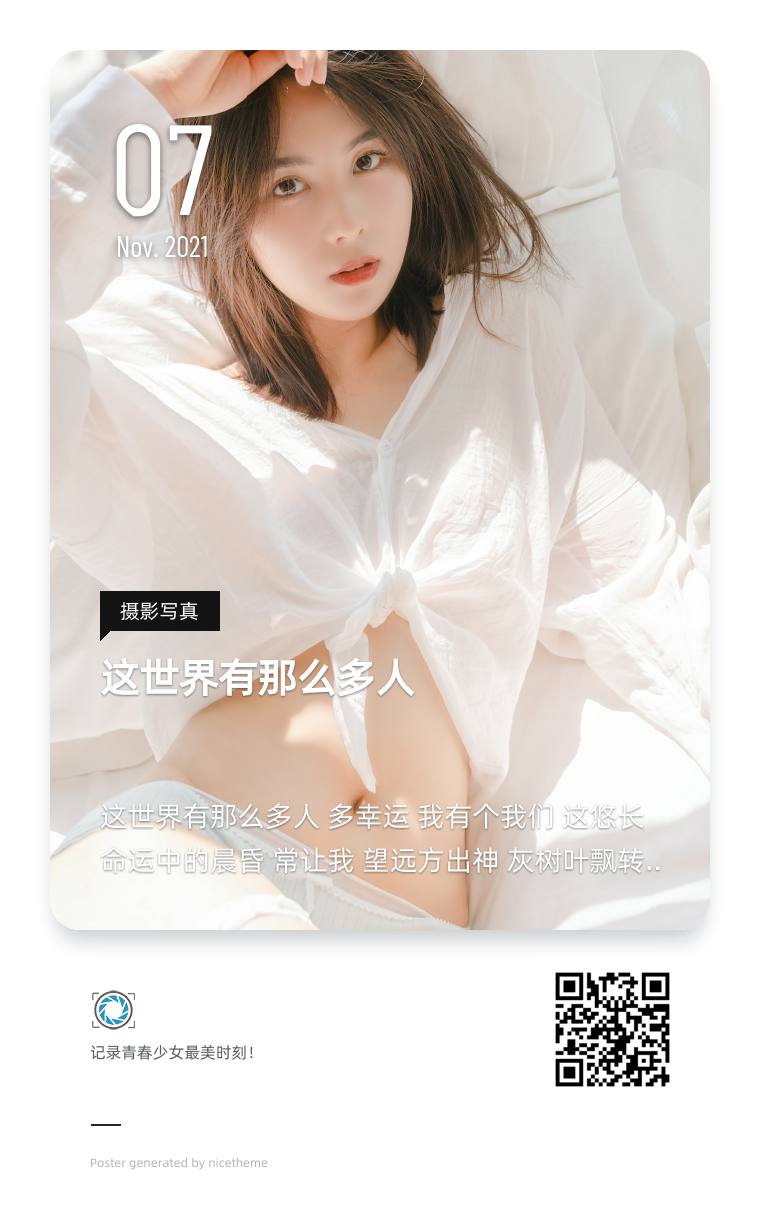 07
Nov. 2021
摄影写真
这世界有那么多人
这世界有那么多人 多幸运 我有个我们 这悠长
命运中的晨昏 常让我 望远方出神 灰树叶飘转..
记录青春少女最美时刻！
Poster generated by nicetheme